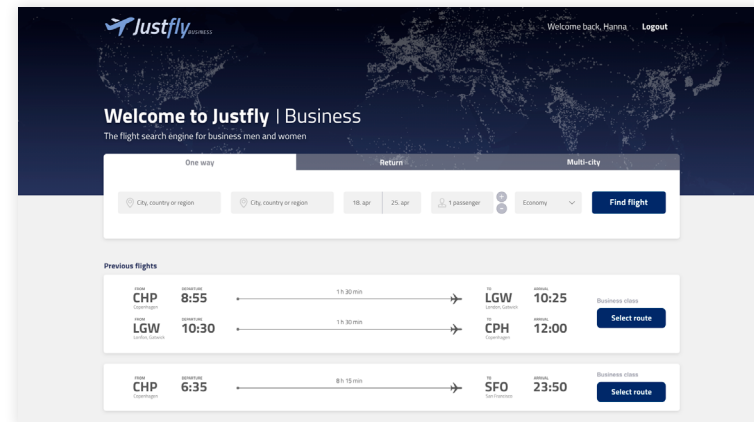 Justfly BUSINESS
Welcome back, Hanna Logout
Welcome to Justfly | Business
The flight search engine for business men and women
One way Return Multi-city
City, country or region City, country or region 18. apr 25. apr 1 passenger + - Economy Find flight
Previous flights
FROM DEPARTURE 1 h 30 min TO ARRIVAL
CHP 8:55 LGW 10:25 Business class
Copenhagen London, Gatwick
Select route
FROM DEPARTURE 1 h 30 min TO ARRIVAL
LGW 10:30 CPH 12:00
London, Gatwick Copenhagen
FROM DEPARTURE 8 h 15 min TO ARRIVAL Business class
CHP 6:35 SFO 23:50 Select route
Copenhagen San Francisco